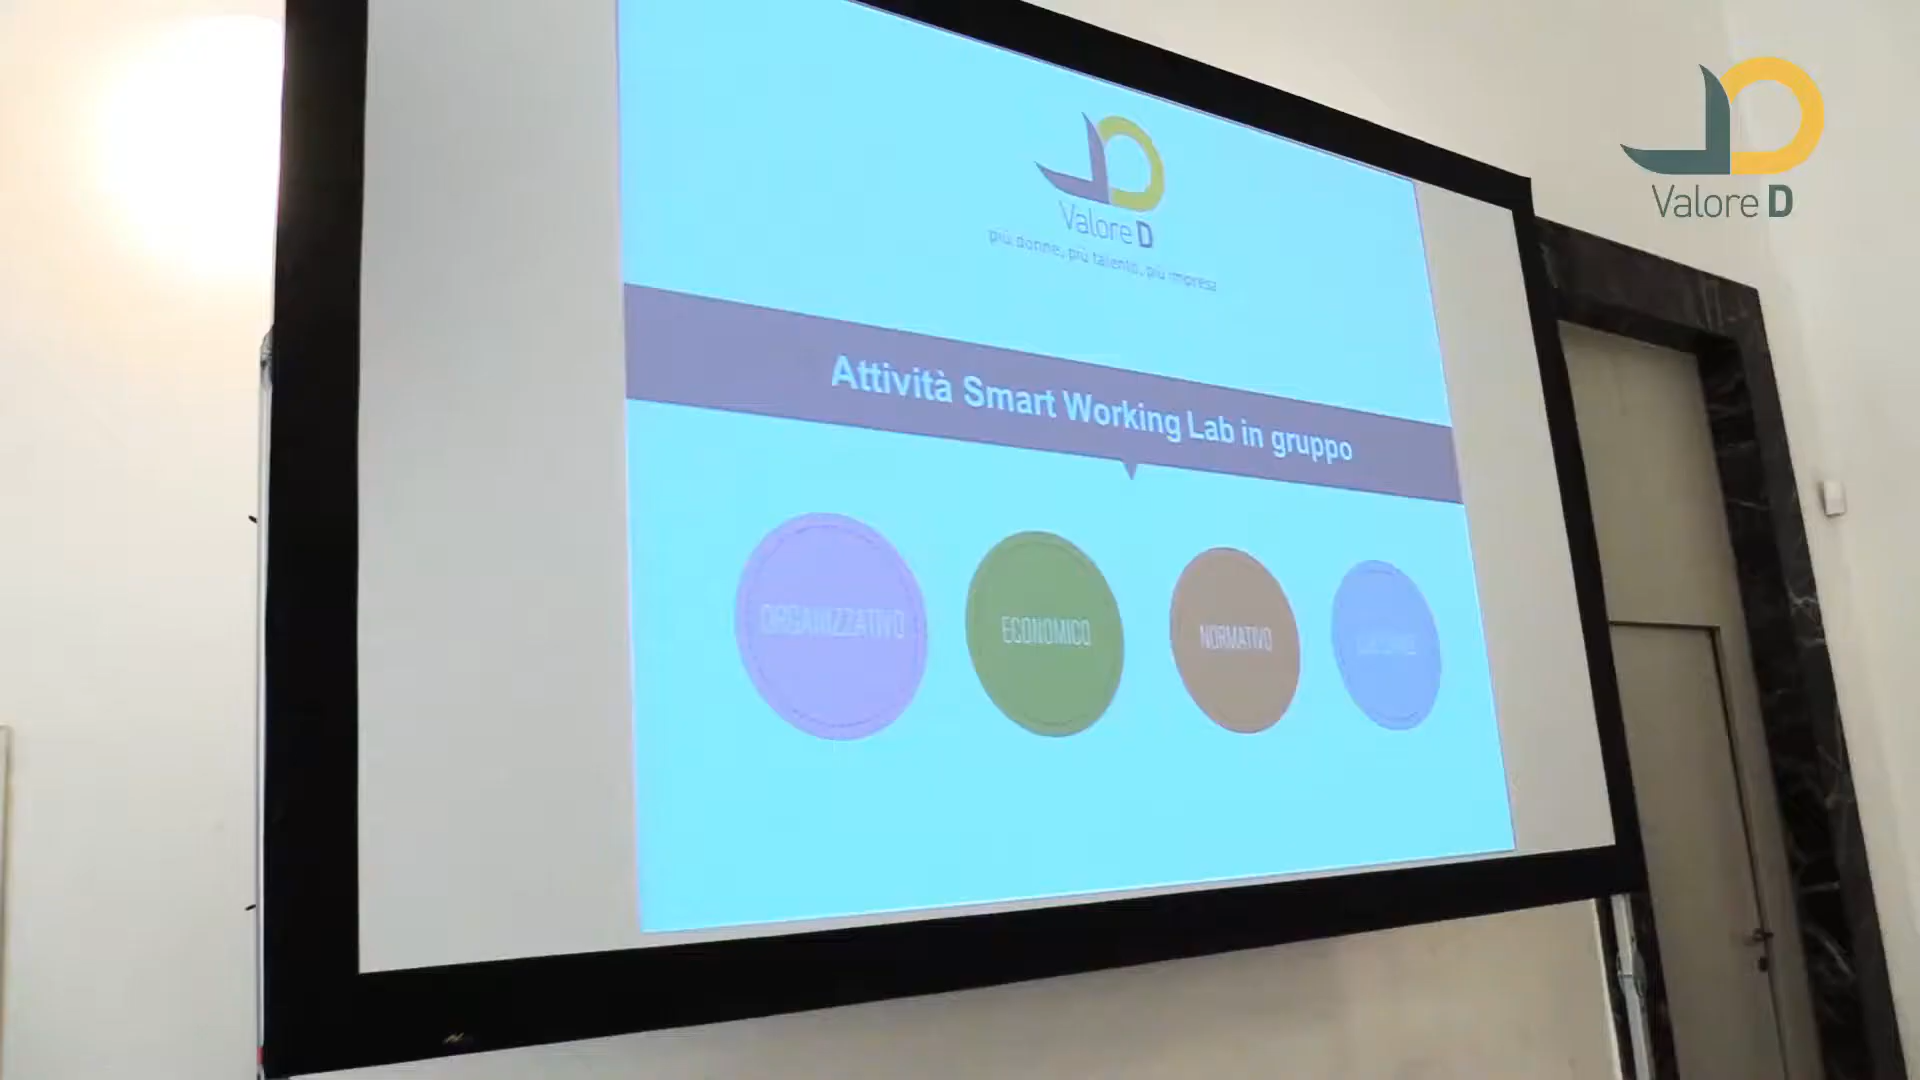 Valore D
più donne, più talento, più impresa
Attività Smart Working Lab in gruppo
ORGANIZZATIVO
ECONOMICO
NORMATIVO
Valore D